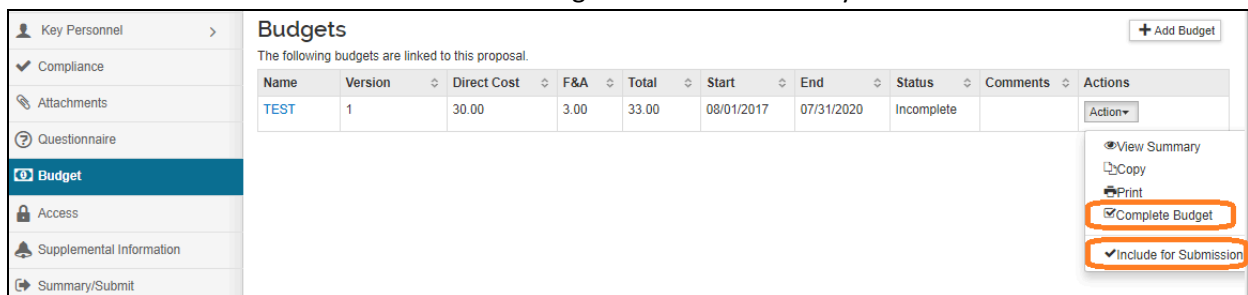 Key Personnel
Compliance
Attachments
Questionnaire
Budget
Access
Supplemental Information
Summary/Submit
Budgets
+ Add Budget
The following budgets are linked to this proposal.
Name Version Direct Cost F&A Total Start End Status Comments Actions
TEST 1 30.00 3.00 33.00 08/01/2017 07/31/2020 Incomplete Action
View Summary
Copy
Print
Complete Budget
Include for Submission